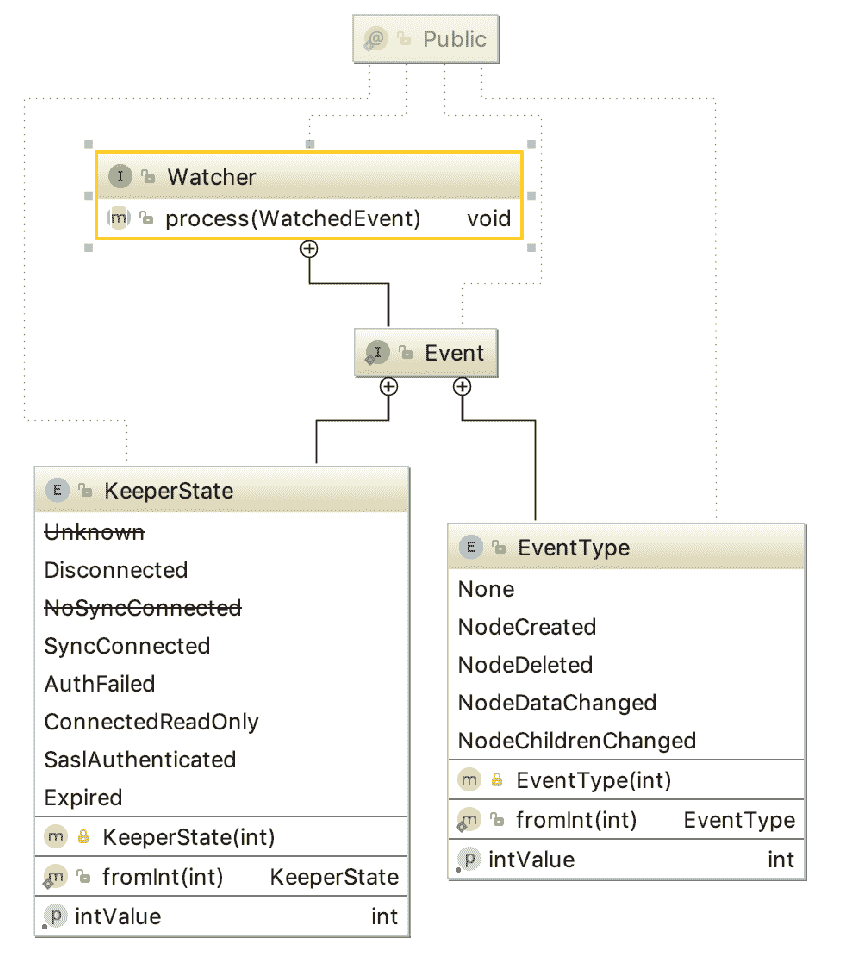 @ Public
I Watcher
m process(WatchedEvent) void
I Event
E KeeperState
Unknown
Disconnected
NoSyncConnected
SyncConnected
AuthFailed
ConnectedReadOnly
SaslAuthenticated
Expired
m KeeperState(int)
m fromInt(int) KeeperState
p intValue int
E EventType
None
NodeCreated
NodeDeleted
NodeDataChanged
NodeChildrenChanged
m EventType(int)
m fromInt(int) EventType
p intValue int